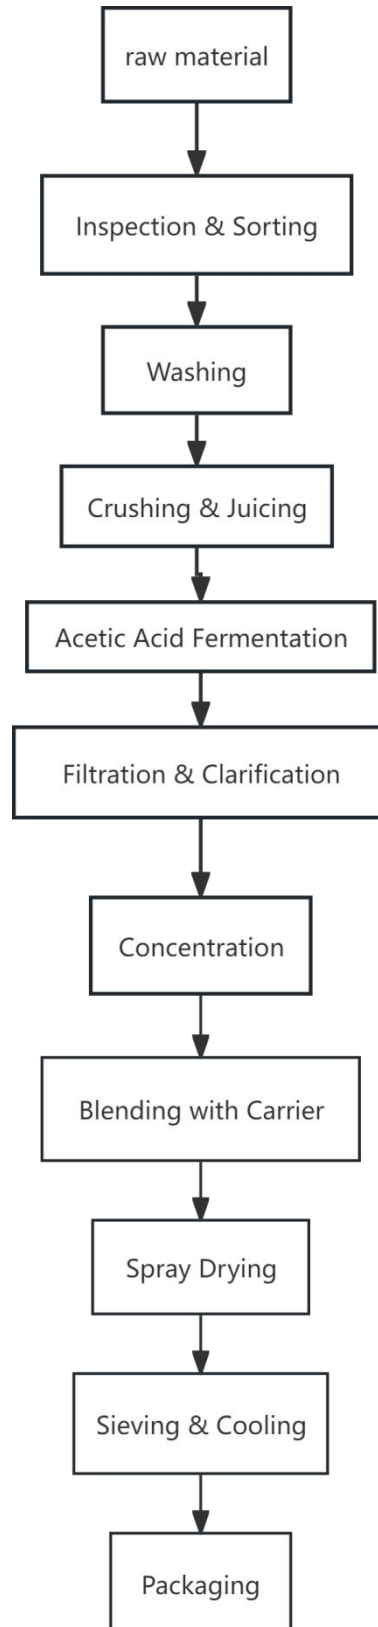 raw material
Inspection & Sorting
Washing
Crushing & Juicing
Acetic Acid Fermentation
Filtration & Clarification
Concentration
Blending with Carrier
Spray Drying
Sieving & Cooling
Packaging